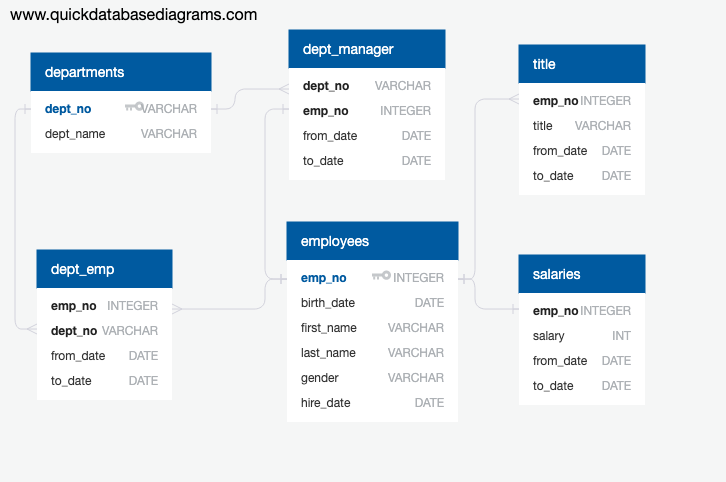 www.quickdatabasediagrams.com
departments
dept_no VARCHAR
dept_name VARCHAR
dept_manager
dept_no VARCHAR
emp_no INTEGER
from_date DATE
to_date DATE
title
emp_no INTEGER
title VARCHAR
from_date DATE
to_date DATE
dept_emp
emp_no INTEGER
dept_no VARCHAR
from_date DATE
to_date DATE
employees
emp_no INTEGER
birth_date DATE
first_name VARCHAR
last_name VARCHAR
gender VARCHAR
hire_date DATE
salaries
emp_no INTEGER
salary INT
from_date DATE
to_date DATE